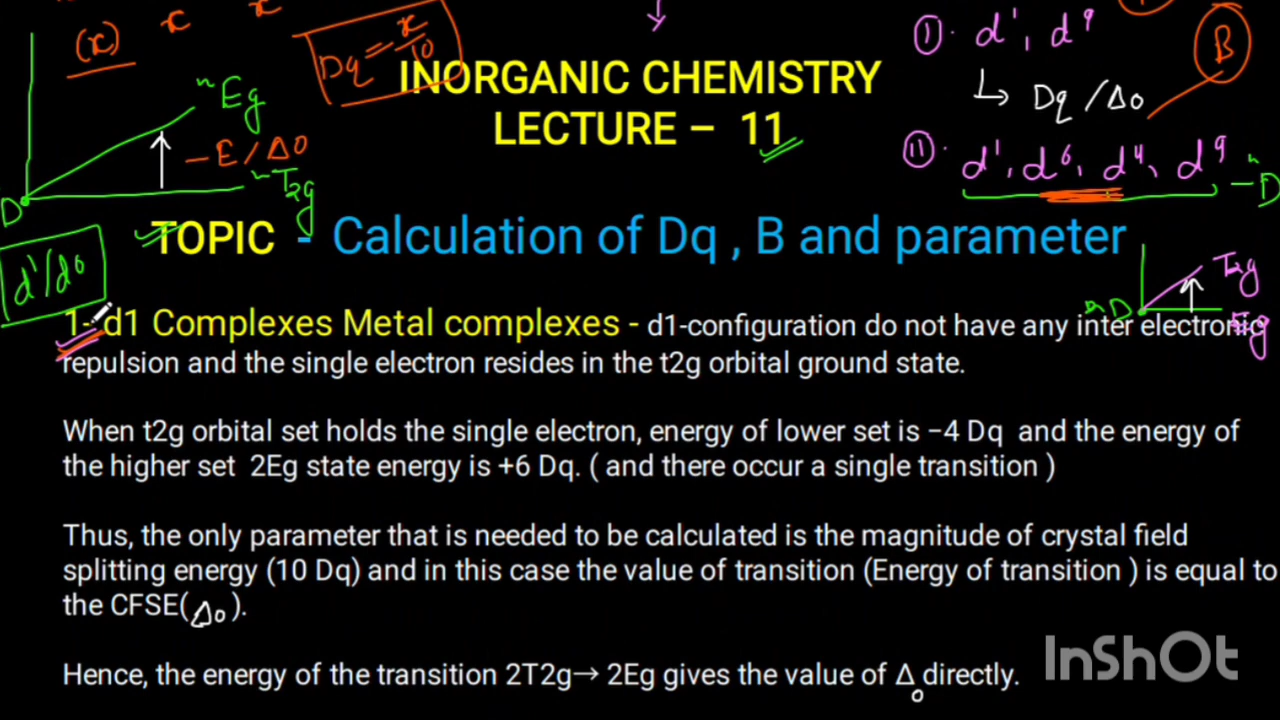 (x) x x
Dq = x/10
I. d¹, d⁹
B
INORGANIC CHEMISTRY
ⁿEg
↳ Dq /Δo
LECTURE – 11
– E / Δo
II. d¹, d⁶, d⁴, d⁹
ⁿT2g
D
– ⁿD
TOPIC - Calculation of Dq , B and parameter
d¹/d⁶
T2g
ⁿD
Eg
1- d1 Complexes Metal complexes - d1-configuration do not have any inter electronic
repulsion and the single electron resides in the t2g orbital ground state.
When t2g orbital set holds the single electron, energy of lower set is −4 Dq and the energy of
the higher set 2Eg state energy is +6 Dq. ( and there occur a single transition )
Thus, the only parameter that is needed to be calculated is the magnitude of crystal field
splitting energy (10 Dq) and in this case the value of transition (Energy of transition ) is equal to
the CFSE(Δo).
Hence, the energy of the transition 2T2g→ 2Eg gives the value of Δo directly.
InShOt